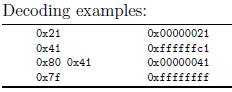 Decoding examples:
0x21 0x00000021
0x41 0xffffffc1
0x80 0x41 0x00000041
0x7f 0xffffffff